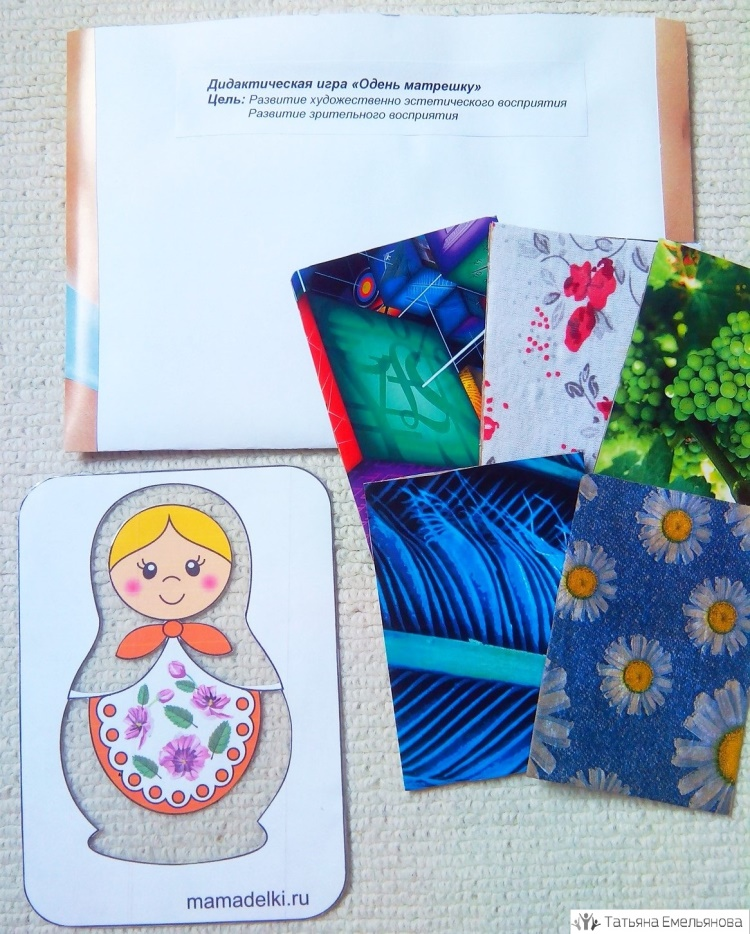 Дидактическая игра «Одень матрешку»
Цель: Развитие художественно эстетического восприятия
Развитие зрительного восприятия
mamadelki.ru
Татьяна Емельянова